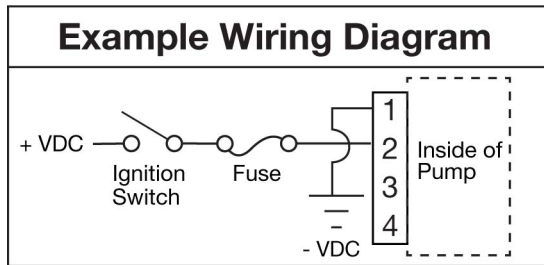 Example Wiring Diagram
+ VDC
Ignition
Switch
Fuse
1
2
3
4
Inside of
Pump
- VDC